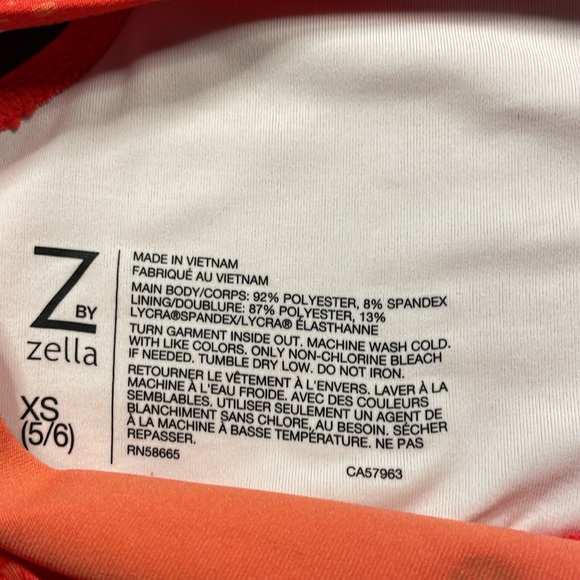 Z BY
zella
XS
(5/6)
MADE IN VIETNAM
FABRIQUÉ AU VIETNAM
MAIN BODY/CORPS: 92% POLYESTER, 8% SPANDEX
LINING/DOUBLURE: 87% POLYESTER, 13%
LYCRA®SPANDEX/LYCRA® ÉLASTHANNE
TURN GARMENT INSIDE OUT. MACHINE WASH COLD.
WITH LIKE COLORS. ONLY NON-CHLORINE BLEACH
IF NEEDED. TUMBLE DRY LOW. DO NOT IRON.
RETOURNER LE VÊTEMENT À L'ENVERS. LAVER À LA
MACHINE À L'EAU FROIDE. AVEC DES COULEURS
SEMBLABLES. UTILISER SEULEMENT UN AGENT DE
BLANCHIMENT SANS CHLORE, AU BESOIN. SÉCHER
À LA MACHINE À BASSE TEMPÉRATURE. NE PAS
REPASSER.
RN58665
CA57963